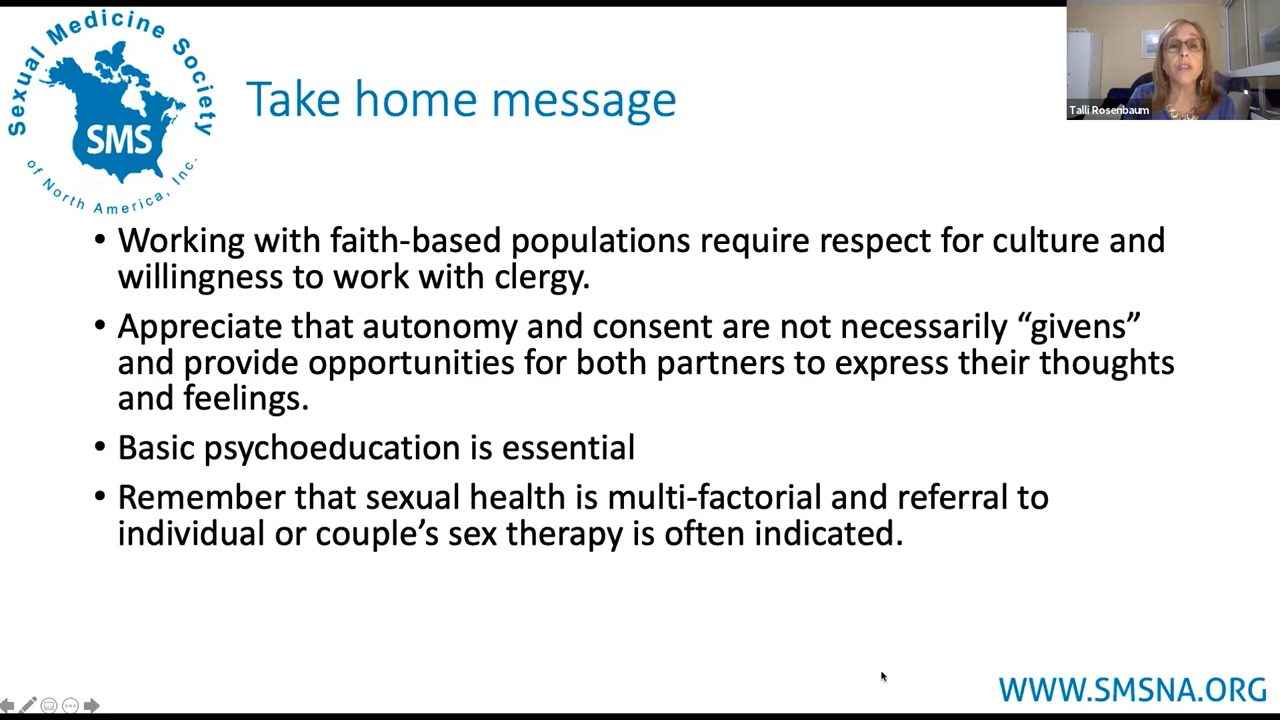 Sexual Medicine Society
SMS
of North America, Inc.
Take home message
Talli Rosenbaum
• Working with faith-based populations require respect for culture and
willingness to work with clergy.
• Appreciate that autonomy and consent are not necessarily “givens”
and provide opportunities for both partners to express their thoughts
and feelings.
• Basic psychoeducation is essential
• Remember that sexual health is multi-factorial and referral to
individual or couple’s sex therapy is often indicated.
WWW.SMSNA.ORG